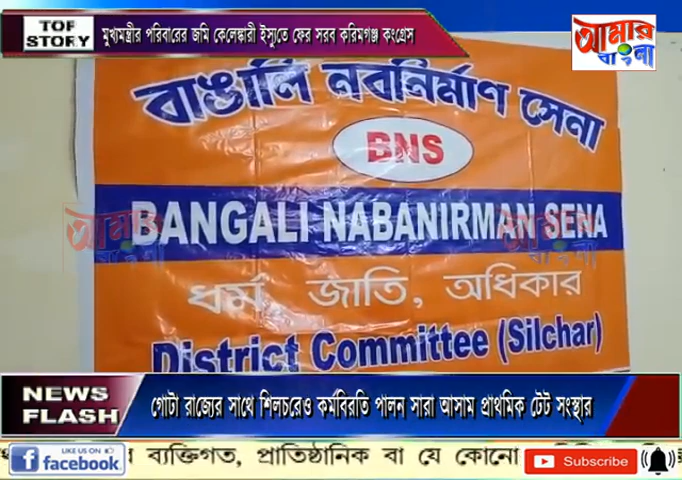 TOP STORY
মুখ্যমন্ত্রীর পরিবারের জমি কেলেঙ্কারী ইস্যুতে ফের সরব করিমগঞ্জ কংগ্রেস
আমার বাংলা
বাঙালি নবনির্মাণ সেনা
BNS
BANGALI NABANIRMAN SENA
ধর্ম জাতি, অধিকার
District Committee (Silchar)
NEWS FLASH
গোটা রাজ্যের সাথে শিলচরেও কর্মবিরতি পালন সারা আসাম প্রাথমিক টেট সংস্থার
LIKE US ON
facebook
র ব্যক্তিগত, প্রাতিষ্ঠানিক বা যে কোনো
Subscribe